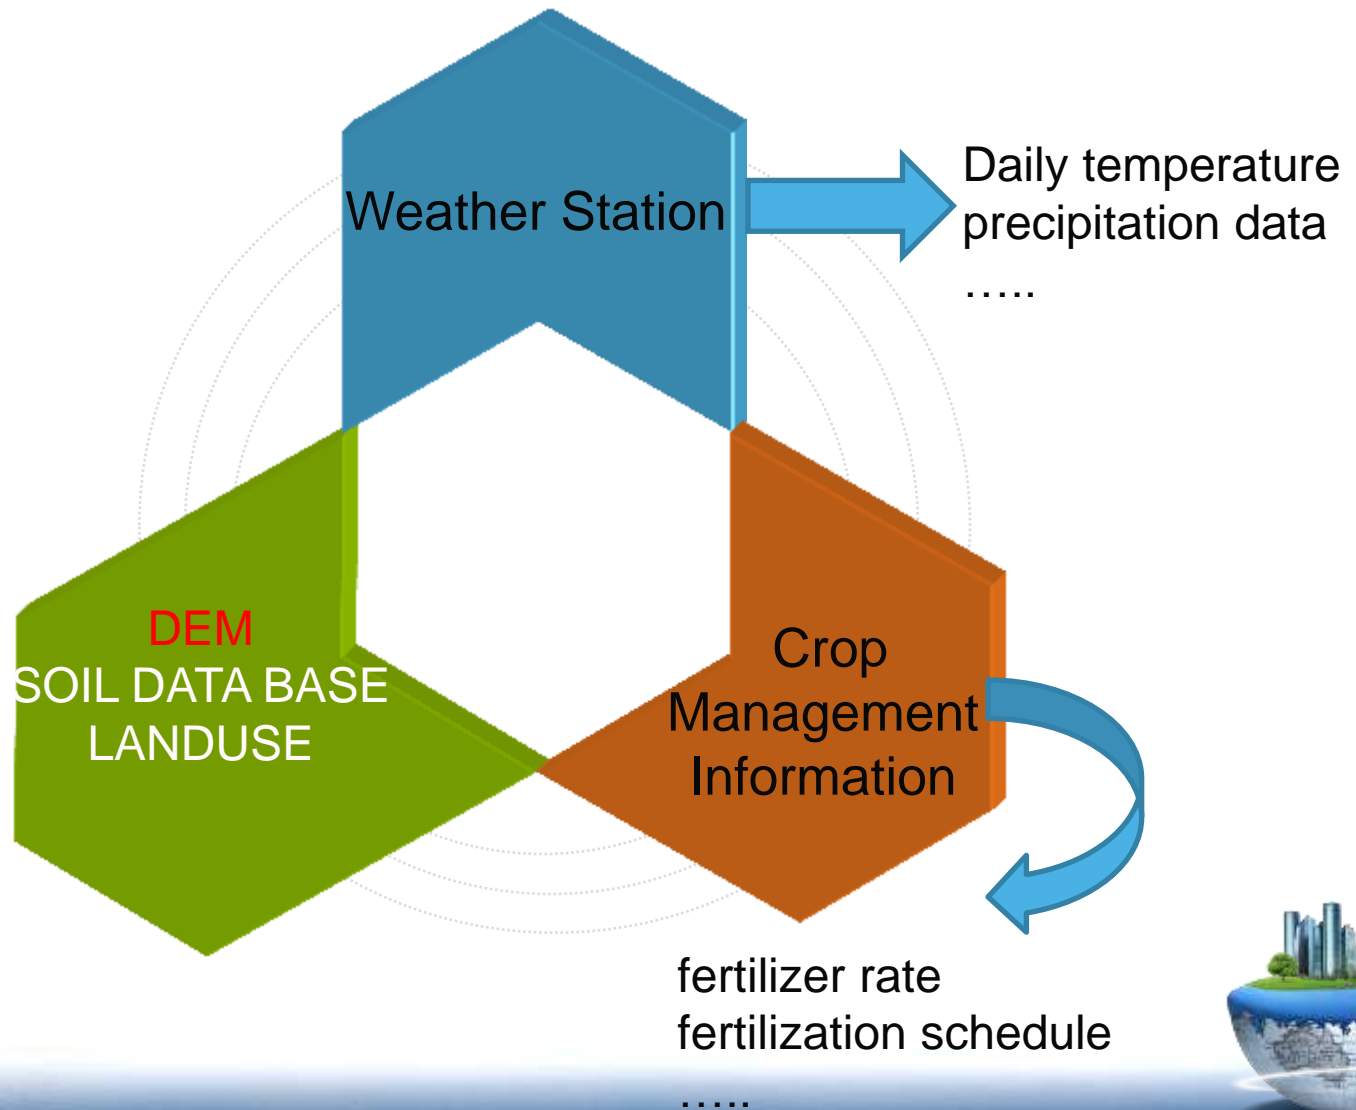 Weather Station
Daily temperature
precipitation data
…..
DEM
SOIL DATA BASE
LANDUSE
Crop
Management
Information
fertilizer rate
fertilization schedule
…..